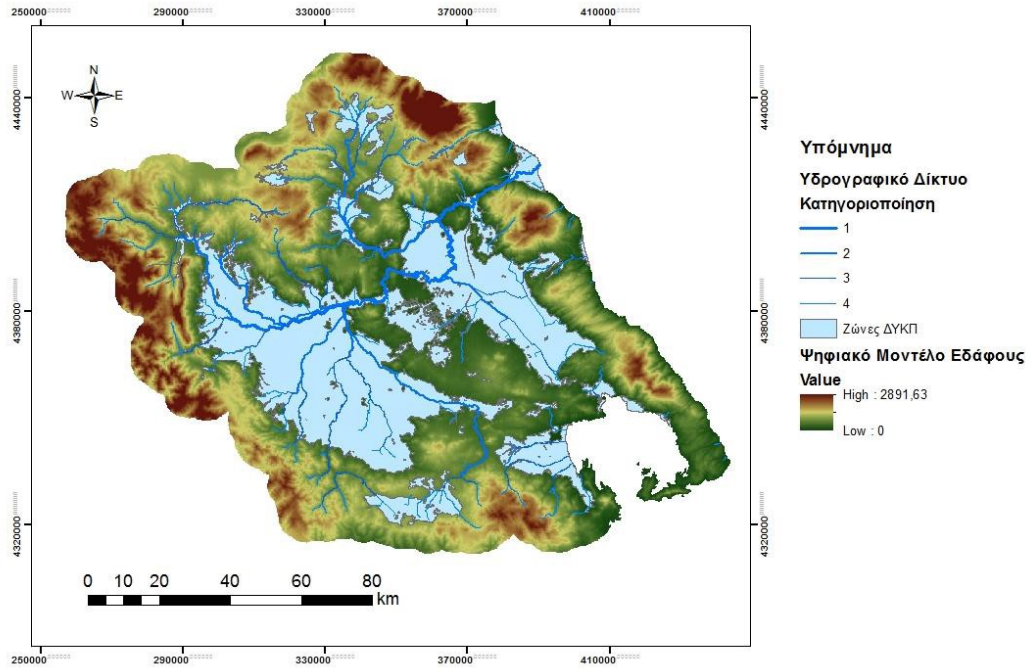 250000 290000 330000 370000 410000
N
W E
S
4440000
4380000
4320000
4440000
4380000
4320000
0 10 20 40 60 80
km
250000 290000 330000 370000 410000
Υπόμνημα
Υδρογραφικό Δίκτυο
Κατηγοριοποίηση
1
2
3
4
Ζώνες ΔΥΚΠ
Ψηφιακό Μοντέλο Εδάφους
Value
High : 2891,63
Low : 0